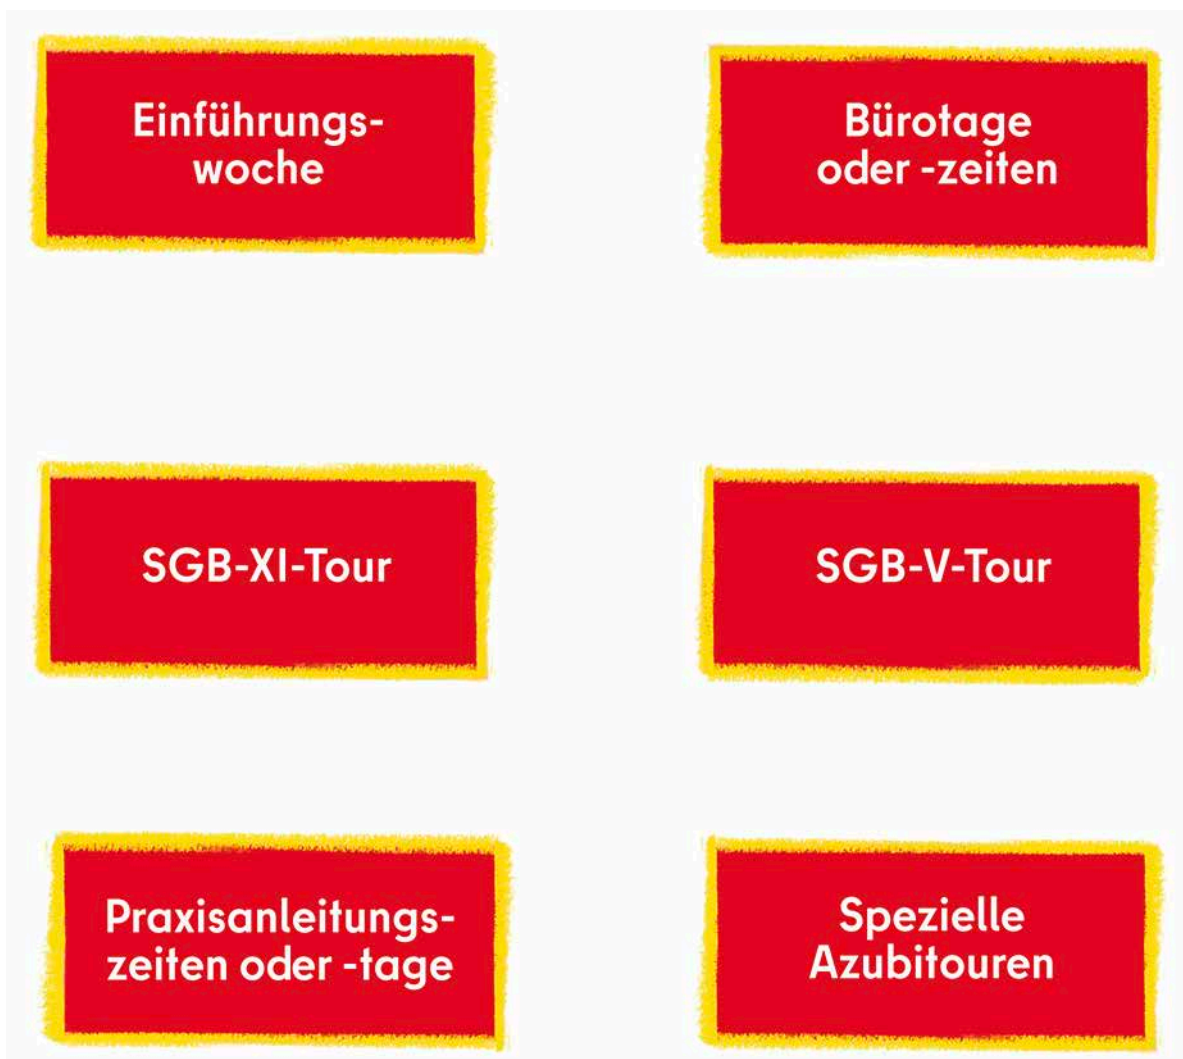 Einführungs-
woche
Bürotage
oder -zeiten
SGB-XI-Tour
SGB-V-Tour
Praxisanleitungs-
zeiten oder -tage
Spezielle
Azubitouren